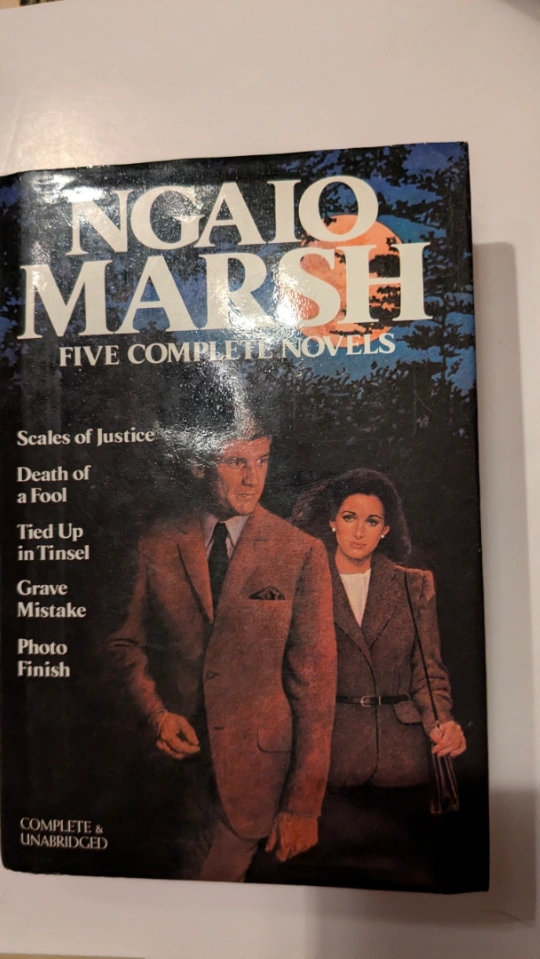 NGAIO
MARSH
FIVE COMPLETE NOVELS
Scales of Justice
Death of
a Fool
Tied Up
in Tinsel
Grave
Mistake
Photo
Finish
COMPLETE &
UNABRIDGED